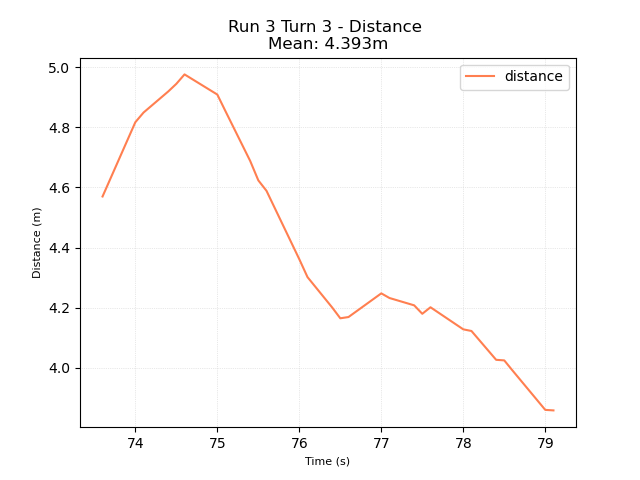 Run 3 Turn 3 - Distance
Mean: 4.393m
distance
5.0
4.8
4.6
4.4
4.2
4.0
Distance (m)
74 75 76 77 78 79
Time (s)